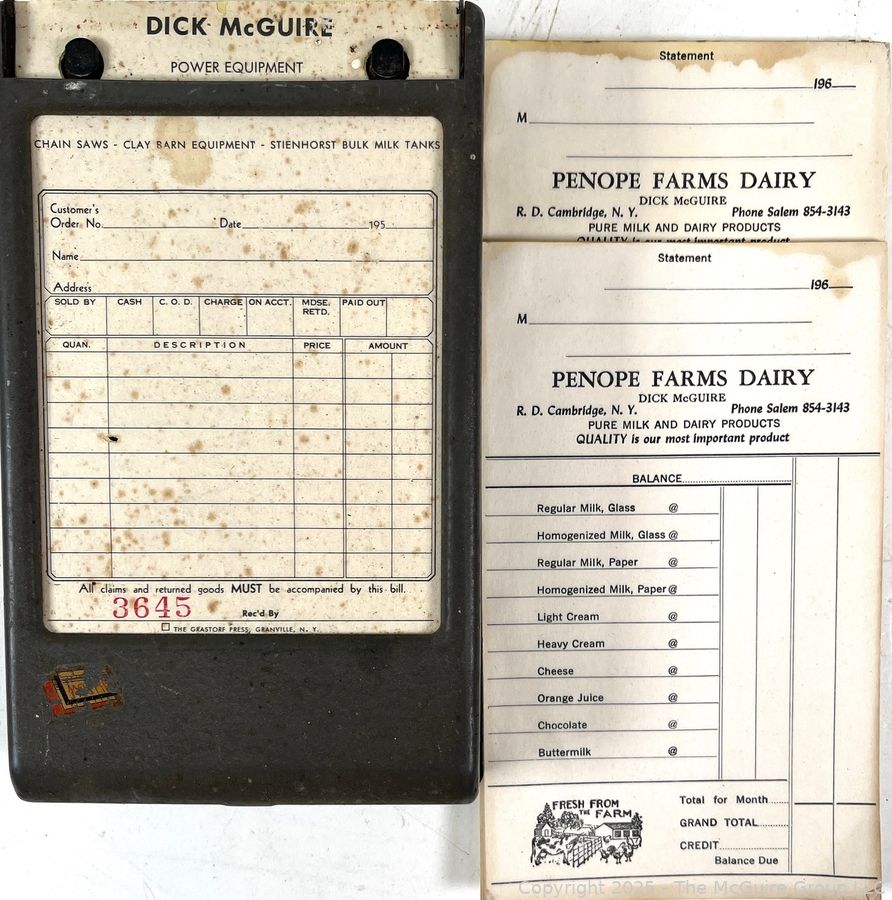 DICK McGUIRE
POWER EQUIPMENT
CHAIN SAWS - CLAY BARN EQUIPMENT - STIENHORST BULK MILK TANKS
Customer's
Order No. Date 195
Name
Address
SOLD BY CASH C. O. D. CHARGE ON ACCT. MDSE. RETD. PAID OUT
QUAN. DESCRIPTION PRICE AMOUNT
All claims and returned goods MUST be accompanied by this bill.
3645 Rec'd By
THE GRASTORF PRESS, GRANVILLE, N. Y.
Statement
196
M
PENOPE FARMS DAIRY
DICK McGUIRE
R. D. Cambridge, N. Y. Phone Salem 854-3143
PURE MILK AND DAIRY PRODUCTS
QUALITY is our most important product
Statement
196
M
PENOPE FARMS DAIRY
DICK McGUIRE
R. D. Cambridge, N. Y. Phone Salem 854-3143
PURE MILK AND DAIRY PRODUCTS
QUALITY is our most important product
BALANCE
Regular Milk, Glass @
Homogenized Milk, Glass @
Regular Milk, Paper @
Homogenized Milk, Paper @
Light Cream @
Heavy Cream @
Cheese @
Orange Juice @
Chocolate @
Buttermilk @
FRESH FROM
THE FARM
Total for Month
GRAND TOTAL
CREDIT
Balance Due
Copyright 2025 - The McGuire Group LLC